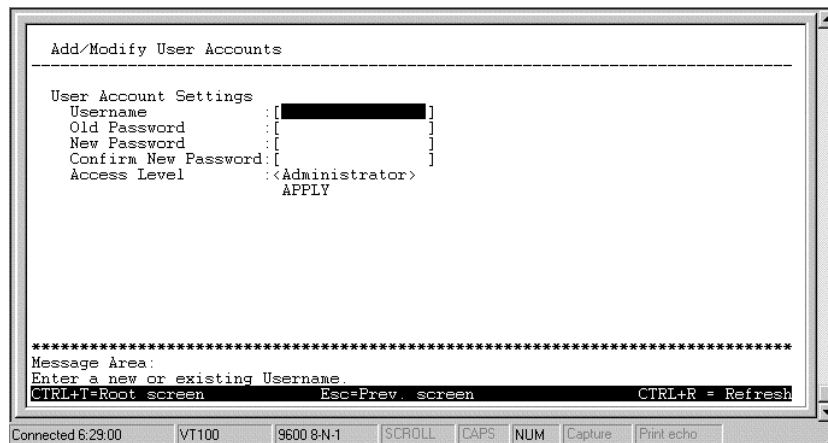 Add/Modify User Accounts
--------------------------------------------------------------------------------
User Account Settings
Username :[ ]
Old Password :[ ]
New Password :[ ]
Confirm New Password:[ ]
Access Level :<Administrator>
APPLY
********************************************************************************
Message Area:
Enter a new or existing Username.
CTRL+T=Root screen Esc=Prev. screen CTRL+R = Refresh
Connected 6:29:00 VT100 9600 8-N-1 SCROLL CAPS NUM Capture Print echo